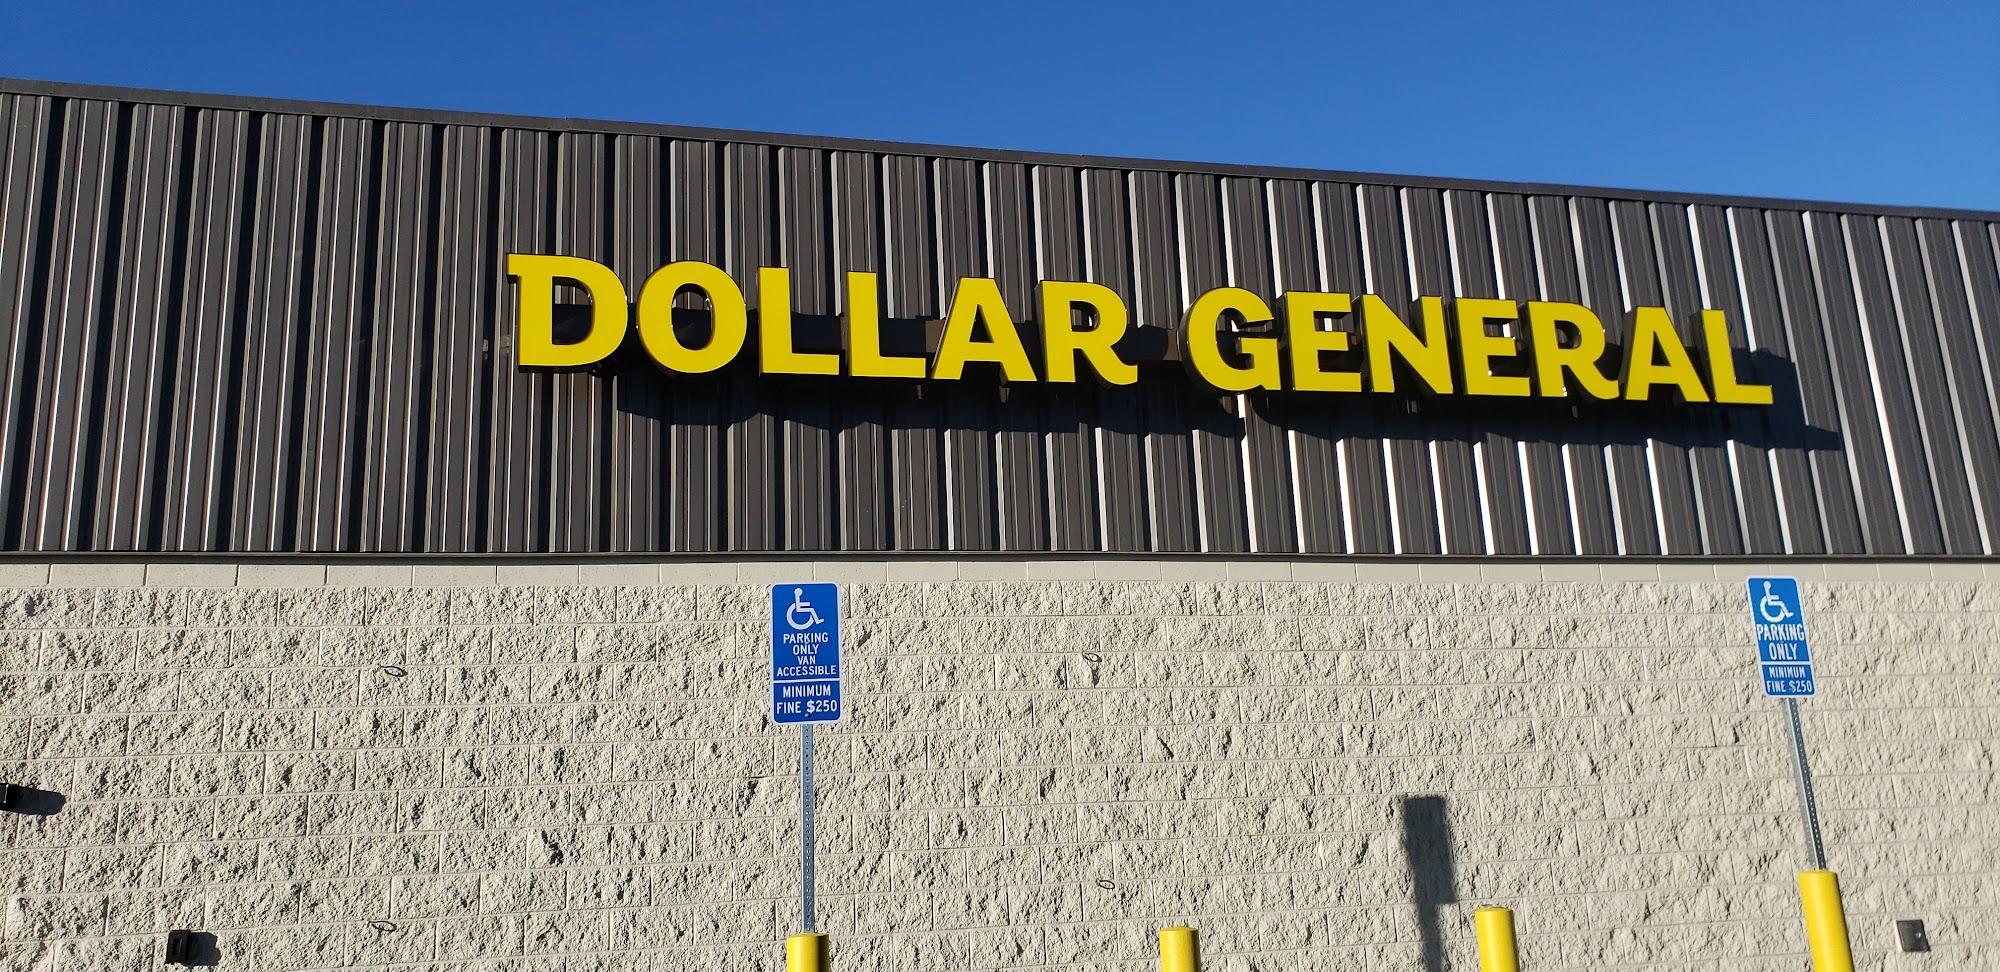 DOLLAR GENERAL
PARKING
ONLY
VAN
ACCESSIBLE
MINIMUM
FINE $250
PARKING
ONLY
MINIMUM
FINE $250